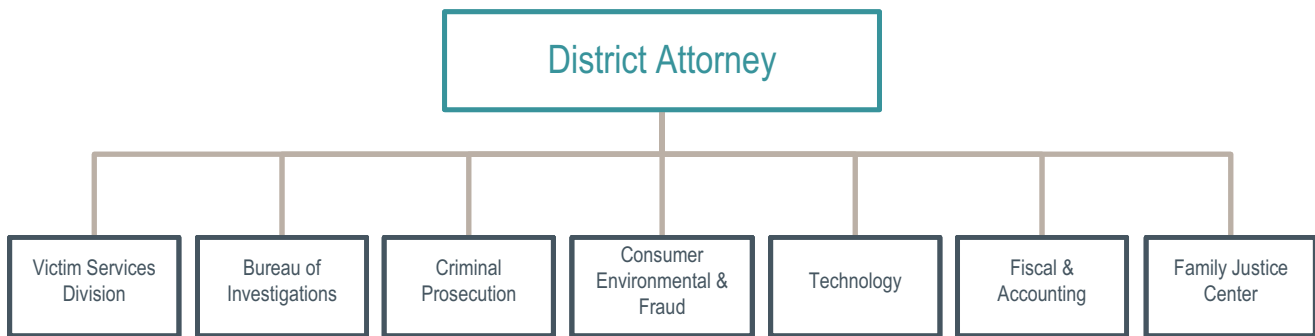 District Attorney
Victim Services
Division
Bureau of
Investigations
Criminal
Prosecution
Consumer
Environmental &
Fraud
Technology
Fiscal &
Accounting
Family Justice
Center